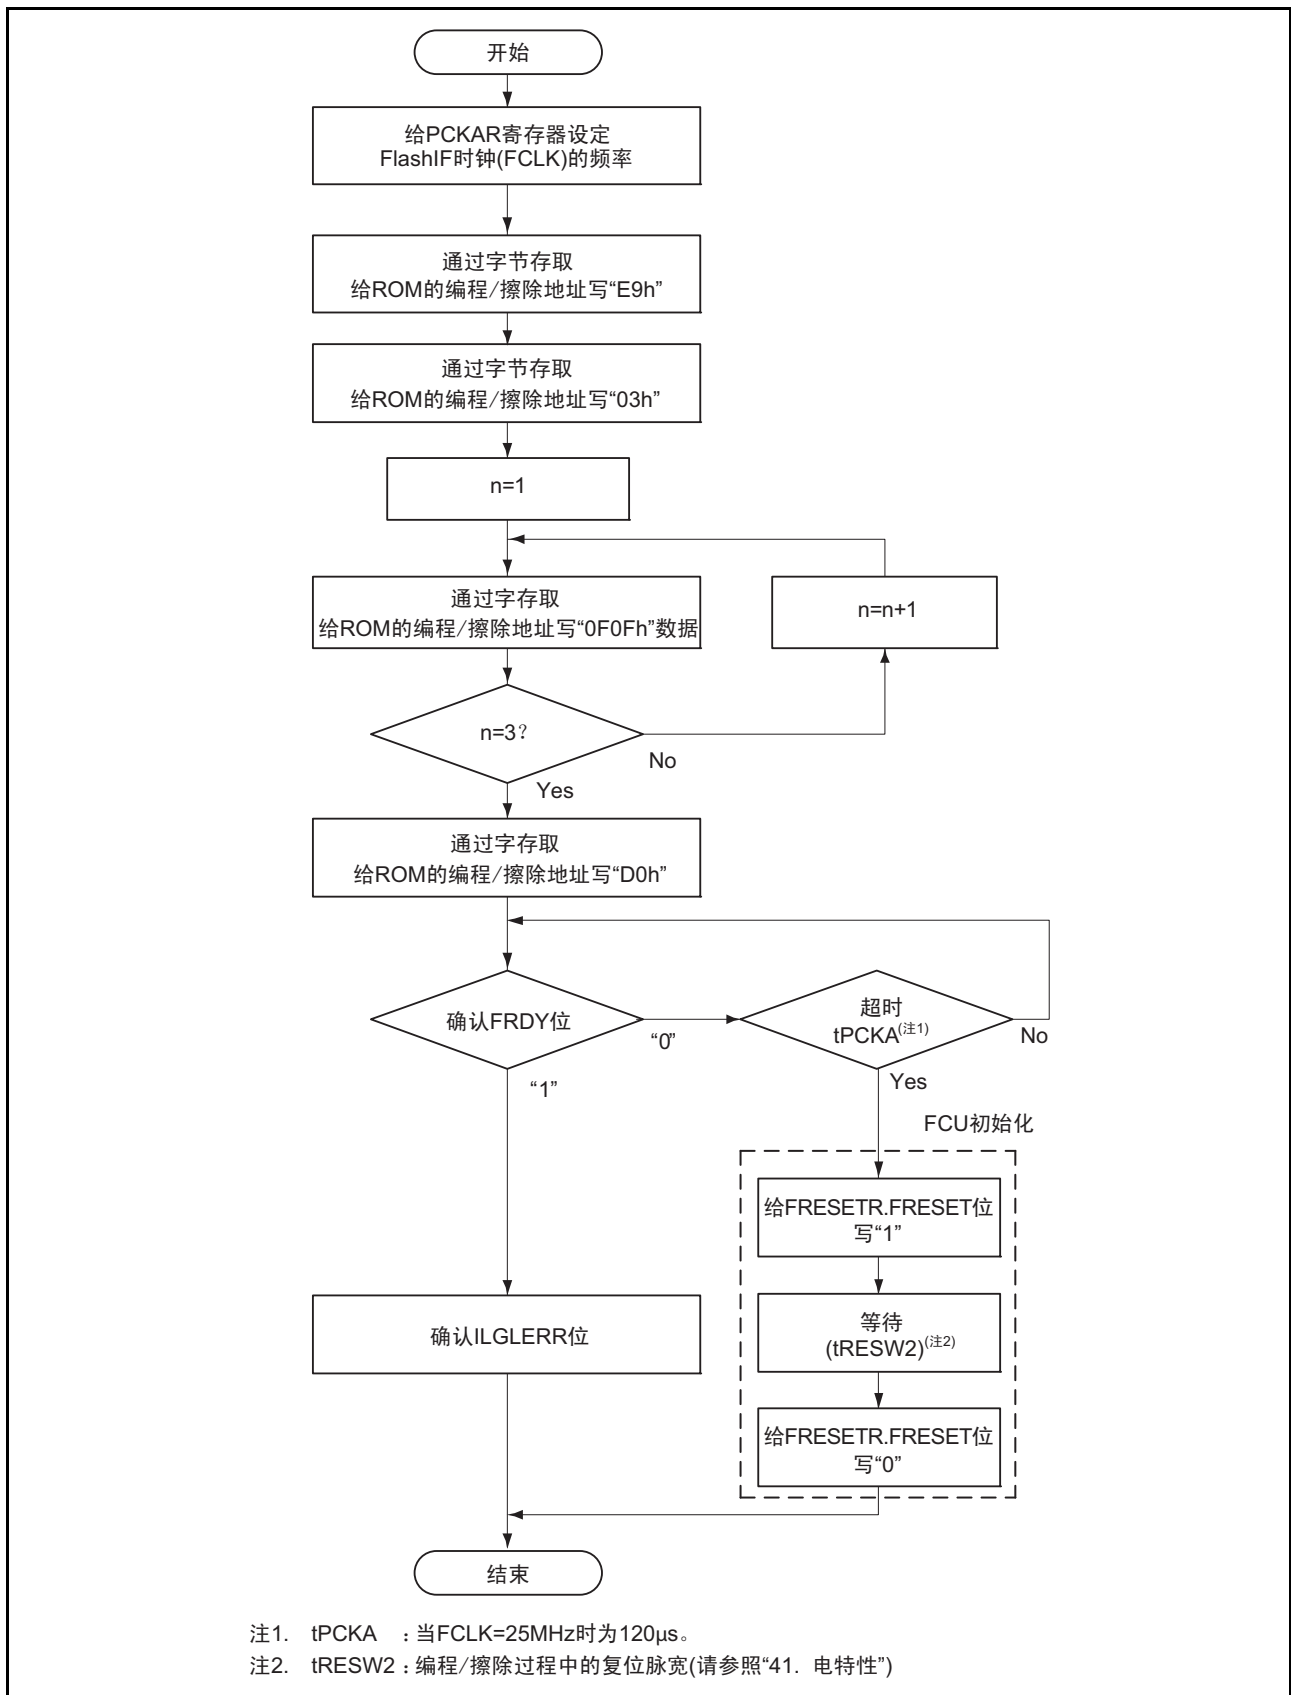 开始
给PCKAR寄存器设定
FlashIF时钟(FCLK)的频率
通过字节存取
给ROM的编程/擦除地址写“E9h”
通过字节存取
给ROM的编程/擦除地址写“03h”
n=1
通过字存取
给ROM的编程/擦除地址写“0F0Fh”数据
n=n+1
n=3?
No
Yes
通过字存取
给ROM的编程/擦除地址写“D0h”
确认FRDY位
“0”
超时
tPCKA(注1)
No
“1”
Yes
FCU初始化
给FRESETR.FRESET位
写“1”
等待
(tRESW2)(注2)
确认ILGLERR位
给FRESETR.FRESET位
写“0”
结束
注1. tPCKA :当FCLK=25MHz时为120μs。
注2. tRESW2 :编程/擦除过程中的复位脉宽(请参照“41. 电特性”)